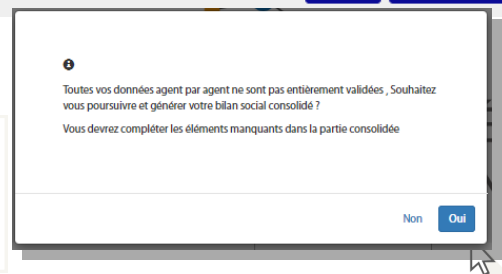 Toutes vos données agent par agent ne sont pas entièrement validées , Souhaitez
vous poursuivre et générer votre bilan social consolidé ?
Vous devrez compléter les éléments manquants dans la partie consolidée
Non Oui